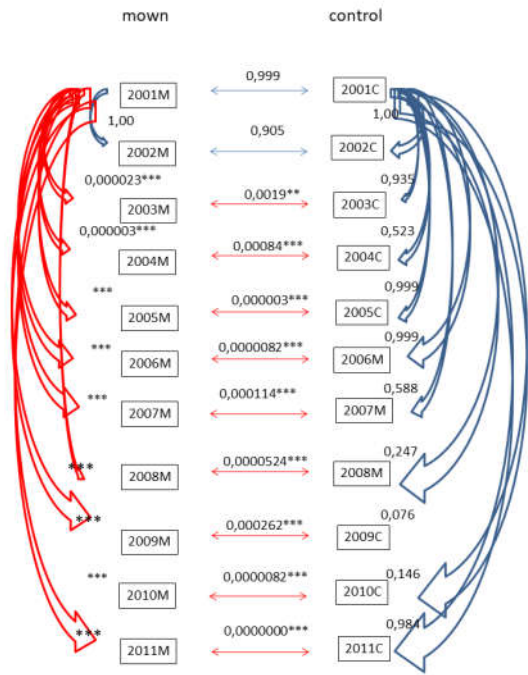 mown control
2001M 0,999 2001C
1,00 1,00
2002M 0,905 2002C
0,000023*** 0,935
2003M 0,0019** 2003C
0,000003*** 0,523
2004M 0,00084*** 2004C
*** 0,999
2005M 0,000003*** 2005C
*** 0,999
2006M 0,0000082*** 2006M
*** 0,588
2007M 0,000114*** 2007M
*** 0,247
2008M 0,0000524*** 2008M
*** 0,076
2009M 0,000262*** 2009C
*** 0,146
2010M 0,0000082*** 2010C
*** 0,984
2011M 0,0000000*** 2011C